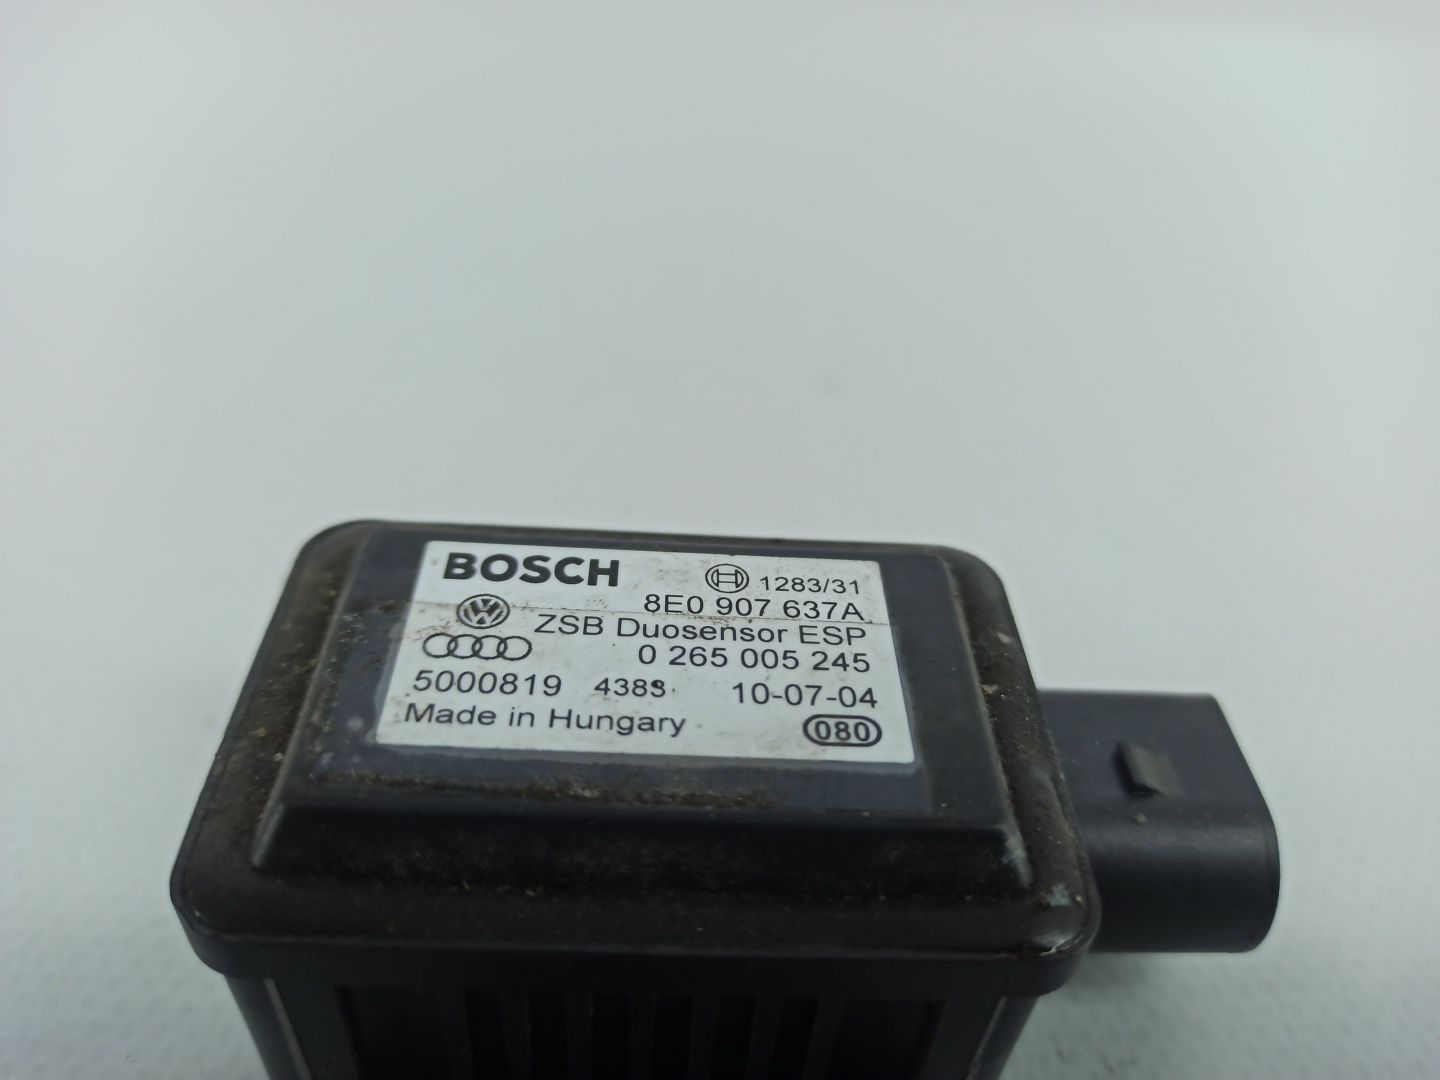 BOSCH 1283/31
8E0 907 637A
ZSB Duosensor ESP
0 265 005 245
5000819 10-07-04
Made in Hungary 080